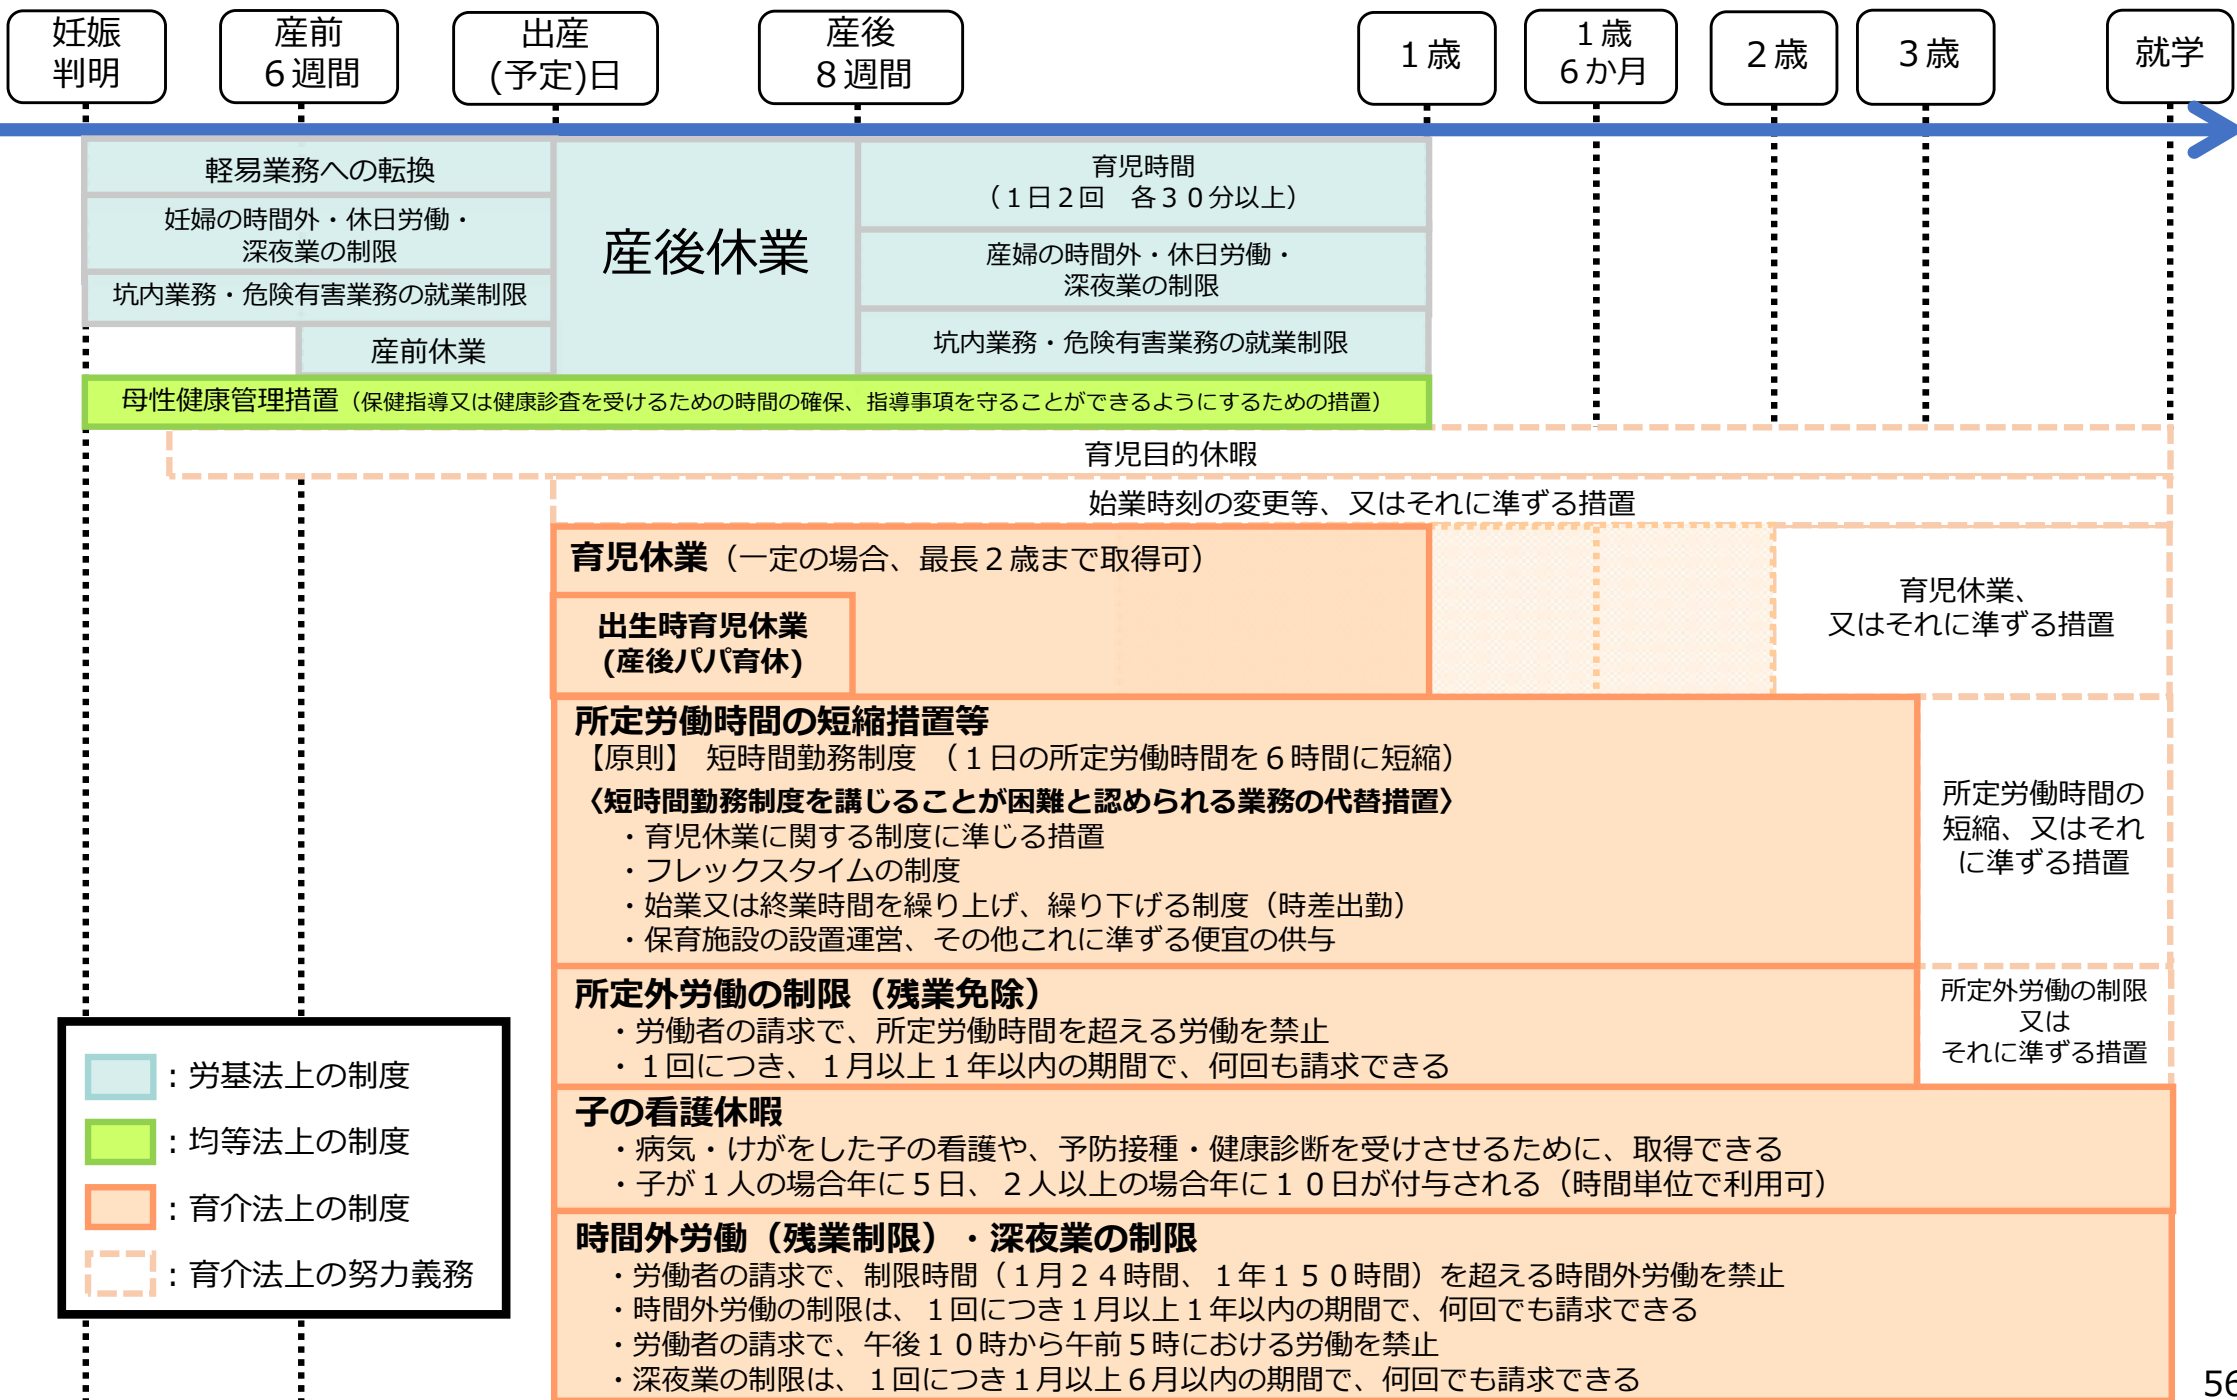 妊娠
判明
産前
６週間
出産
(予定)日
産後
８週間
１歳
１歳
６か月
２歳
３歳
就学
軽易業務への転換
妊婦の時間外・休日労働・
深夜業の制限
坑内業務・危険有害業務の就業制限
産前休業
産後休業
育児時間
（１日２回　各３０分以上）
産婦の時間外・休日労働・
深夜業の制限
坑内業務・危険有害業務の就業制限
母性健康管理措置（保健指導又は健康診査を受けるための時間の確保、指導事項を守ることができるようにするための措置）
育児目的休暇
始業時刻の変更等、又はそれに準ずる措置
育児休業（一定の場合、最長２歳まで取得可）
出生時育児休業
(産後パパ育休)
育児休業、
又はそれに準ずる措置
所定労働時間の短縮措置等
【原則】 短時間勤務制度 （１日の所定労働時間を６時間に短縮）
〈短時間勤務制度を講じることが困難と認められる業務の代替措置〉
・育児休業に関する制度に準じる措置
・フレックスタイムの制度
・始業又は終業時間を繰り上げ、繰り下げる制度（時差出勤）
・保育施設の設置運営、その他これに準ずる便宜の供与
所定労働時間の
短縮、又はそれ
に準ずる措置
所定外労働の制限（残業免除）
・労働者の請求で、所定労働時間を超える労働を禁止
・１回につき、１月以上１年以内の期間で、何回も請求できる
所定外労働の制限
又は
それに準ずる措置
子の看護休暇
・病気・けがをした子の看護や、予防接種・健康診断を受けさせるために、取得できる
・子が１人の場合年に５日、２人以上の場合年に１０日が付与される（時間単位で利用可）
時間外労働（残業制限）・深夜業の制限
・労働者の請求で、制限時間（１月２４時間、１年１５０時間）を超える時間外労働を禁止
・時間外労働の制限は、１回につき１月以上１年以内の期間で、何回でも請求できる
・労働者の請求で、午後１０時から午前５時における労働を禁止
・深夜業の制限は、１回につき１月以上６月以内の期間で、何回でも請求できる
：労基法上の制度
：均等法上の制度
：育介法上の制度
：育介法上の努力義務
56